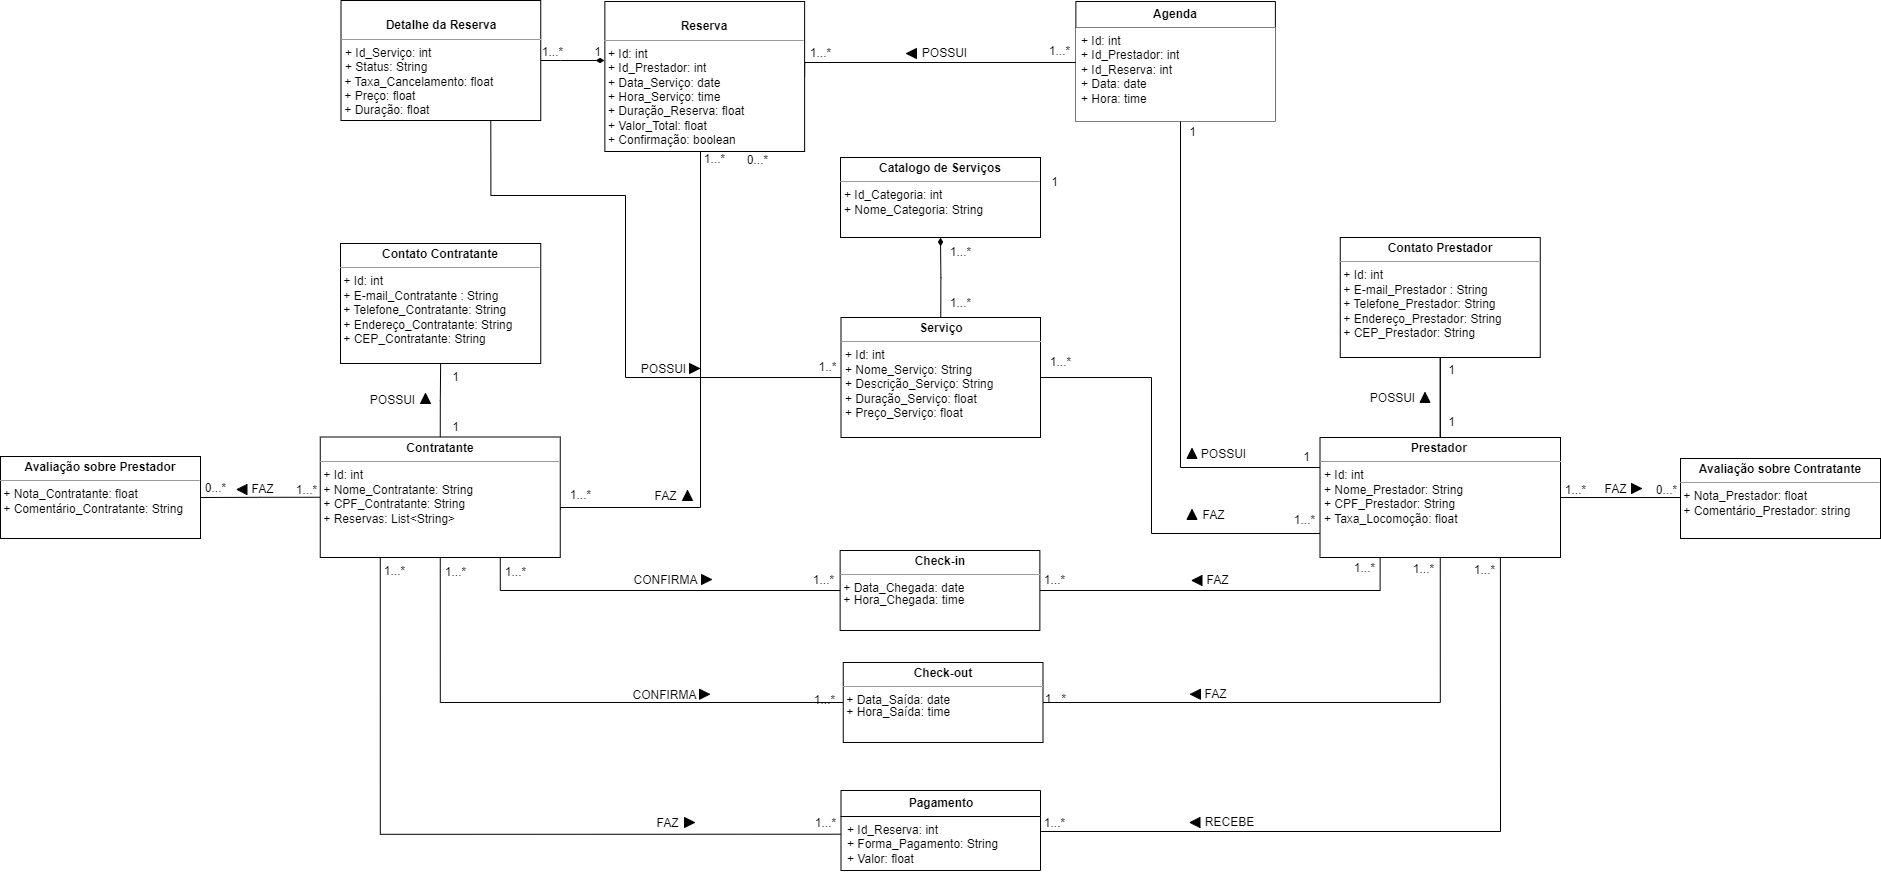 Detalhe da Reserva
+ Id_Serviço: int
+ Status: String
+ Taxa_Cancelamento: float
+ Preço: float
+ Duração: float
1...*
1
Reserva
+ Id: int
+ Id_Prestador: int
+ Data_Serviço: date
+ Hora_Serviço: time
+ Duração_Reserva: float
+ Valor_Total: float
+ Confirmação: boolean
1...*
0...*
1...*
◀ POSSUI
1...*
Agenda
+ Id: int
+ Id_Prestador: int
+ Id_Reserva: int
+ Data: date
+ Hora: time
1
Catalogo de Serviços
+ Id_Categoria: int
+ Nome_Categoria: String
1
1...*
1...*
Contato Contratante
+ Id: int
+ E-mail_Contratante : String
+ Telefone_Contratante: String
+ Endereço_Contratante: String
+ CEP_Contratante: String
1
POSSUI ▲
1
Serviço
+ Id: int
+ Nome_Serviço: String
+ Descrição_Serviço: String
+ Duração_Serviço: float
+ Preço_Serviço: float
POSSUI ▶
1..*
1...*
Contato Prestador
+ Id: int
+ E-mail_Prestador : String
+ Telefone_Prestador: String
+ Endereço_Prestador: String
+ CEP_Prestador: String
1
POSSUI ▲
1
Avaliação sobre Prestador
+ Nota_Contratante: float
+ Comentário_Contratante: String
0...*
◀ FAZ
1...*
Contratante
+ Id: int
+ Nome_Contratante: String
+ CPF_Contratante: String
+ Reservas: List<String>
1...*
FAZ ▲
▲ POSSUI
1
▲ FAZ
1...*
Prestador
+ Id: int
+ Nome_Prestador: String
+ CPF_Prestador: String
+ Taxa_Locomoção: float
1...*
FAZ ▶
0...*
Avaliação sobre Contratante
+ Nota_Prestador: float
+ Comentário_Prestador: string
1...*
1...*
1...*
CONFIRMA ▶
1...*
Check-in
+ Data_Chegada: date
+ Hora_Chegada: time
1...*
◀ FAZ
1...*
1...*
1...*
CONFIRMA ▶
1...*
Check-out
+ Data_Saída: date
+ Hora_Saída: time
1...*
◀ FAZ
FAZ ▶
1...*
Pagamento
+ Id_Reserva: int
+ Forma_Pagamento: String
+ Valor: float
1...*
◀ RECEBE